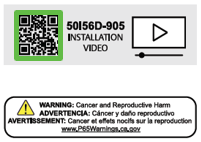 50I56D-905
INSTALLATION
VIDEO
WARNING: Cancer and Reproductive Harm
ADVERTENCIA: Cáncer y daño reproductivo
AVERTISSEMENT: Cancer et effets nocifs sur la reproduction
www.P65Warnings.ca.gov